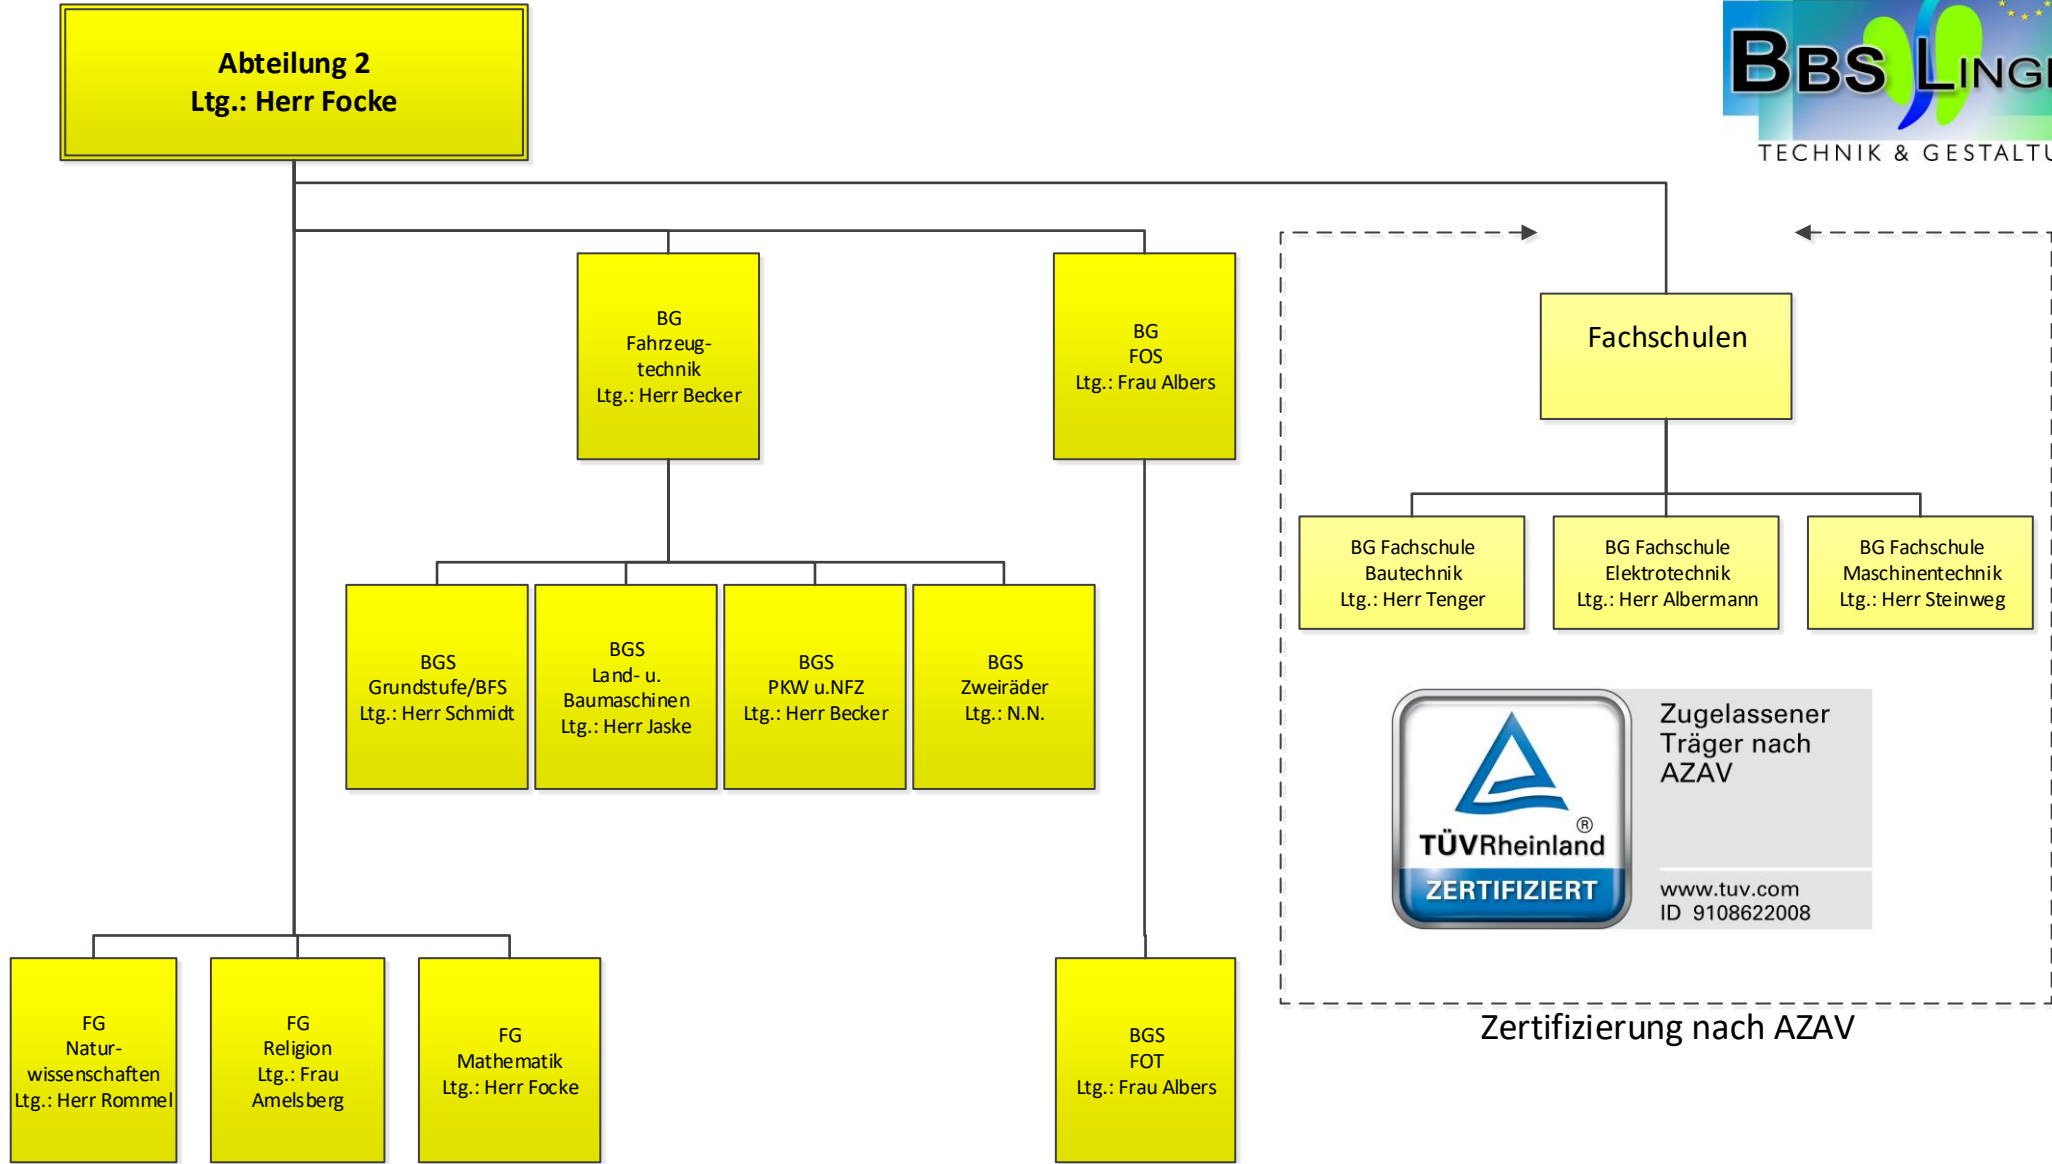 Abteilung 2
Ltg.: Herr Focke
BBS LINGE
TECHNIK & GESTALTU
BG
Fahrzeug-
technik
Ltg.: Herr Becker
BG
FOS
Ltg.: Frau Albers
Fachschulen
BG Fachschule
Bautechnik
Ltg.: Herr Tenger
BG Fachschule
Elektrotechnik
Ltg.: Herr Albermann
BG Fachschule
Maschinentechnik
Ltg.: Herr Steinweg
BGS
Grundstufe/BFS
Ltg.: Herr Schmidt
BGS
Land- u.
Baumaschinen
Ltg.: Herr Jaske
BGS
PKW u.NFZ
Ltg.: Herr Becker
BGS
Zweiräder
Ltg.: N.N.
TÜVRheinland®
ZERTIFIZIERT
Zugelassener
Träger nach
AZAV
www.tuv.com
ID 9108622008
FG
Natur-
wissenschaften
Ltg.: Herr Rommel
FG
Religion
Ltg.: Frau
Amelsberg
FG
Mathematik
Ltg.: Herr Focke
BGS
FOT
Ltg.: Frau Albers
Zertifizierung nach AZAV